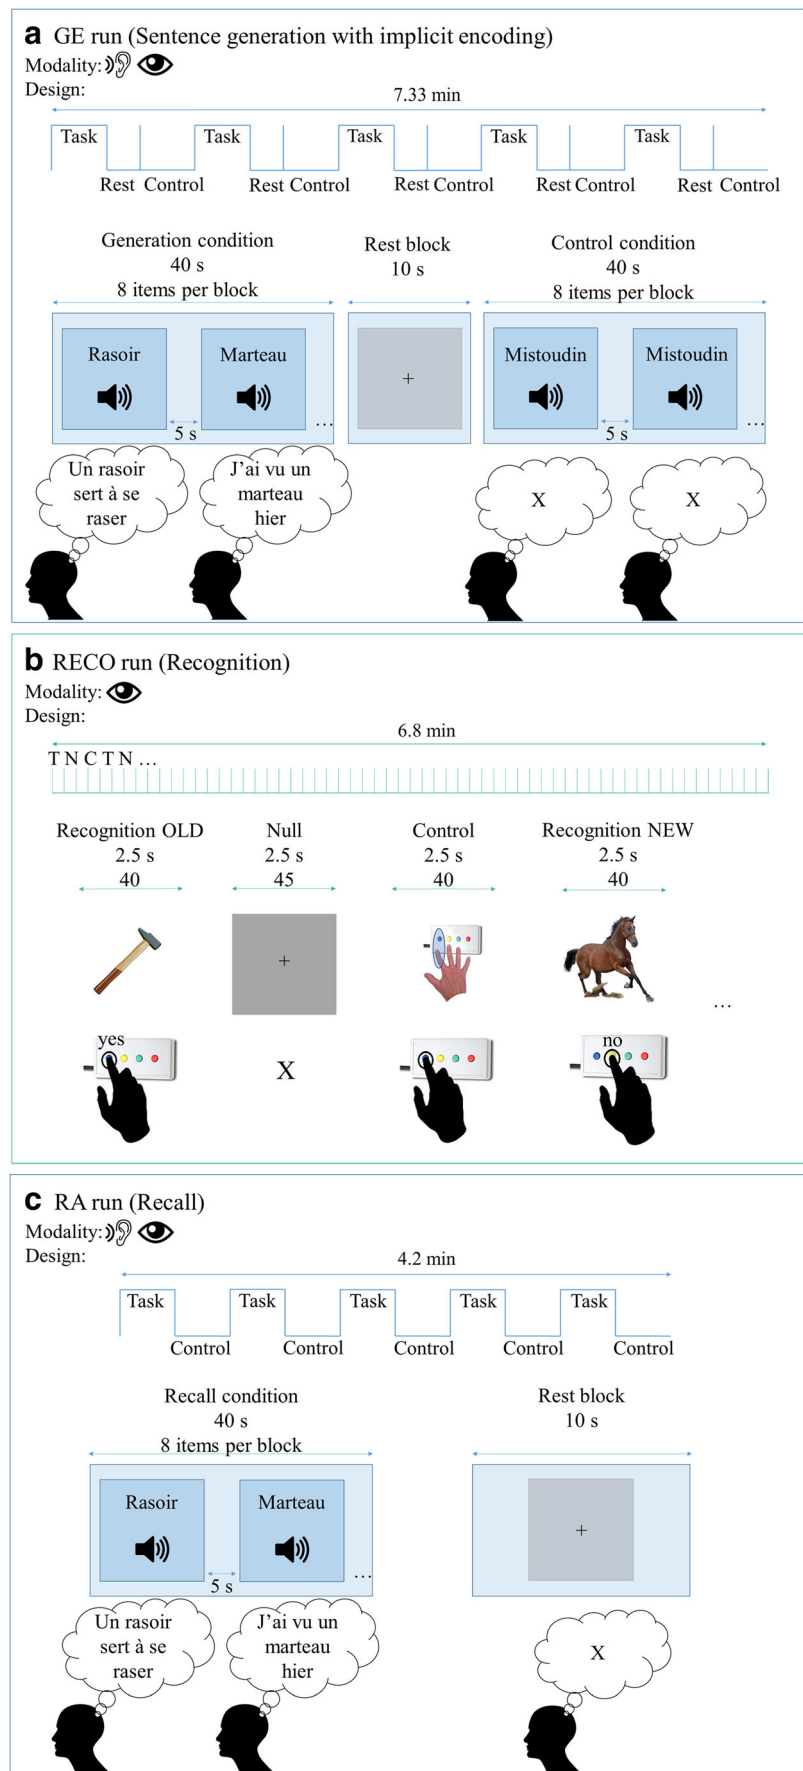 a GE run (Sentence generation with implicit encoding)
Modality:
Design:
7.33 min
Task Task Task Task Task
Rest Control Rest Control Rest Control Rest Control Rest Control
Generation condition
40 s
8 items per block
Rest block
10 s
Control condition
40 s
8 items per block
Rasoir
Marteau
5 s
…
+
Mistoudin
Mistoudin
5 s
…
Un rasoir
sert à se
raser
J'ai vu un
marteau
hier
X
X
b RECO run (Recognition)
Modality:
Design:
6.8 min
T N C T N …
Recognition OLD
2.5 s
40
Null
2.5 s
45
Control
2.5 s
40
Recognition NEW
2.5 s
40
+
…
yes
X
no
c RA run (Recall)
Modality:
Design:
4.2 min
Task Task Task Task Task
Control Control Control Control Control
Recall condition
40 s
8 items per block
Rest block
10 s
Rasoir
Marteau
5 s
…
+
Un rasoir
sert à se
raser
J'ai vu un
marteau
hier
X